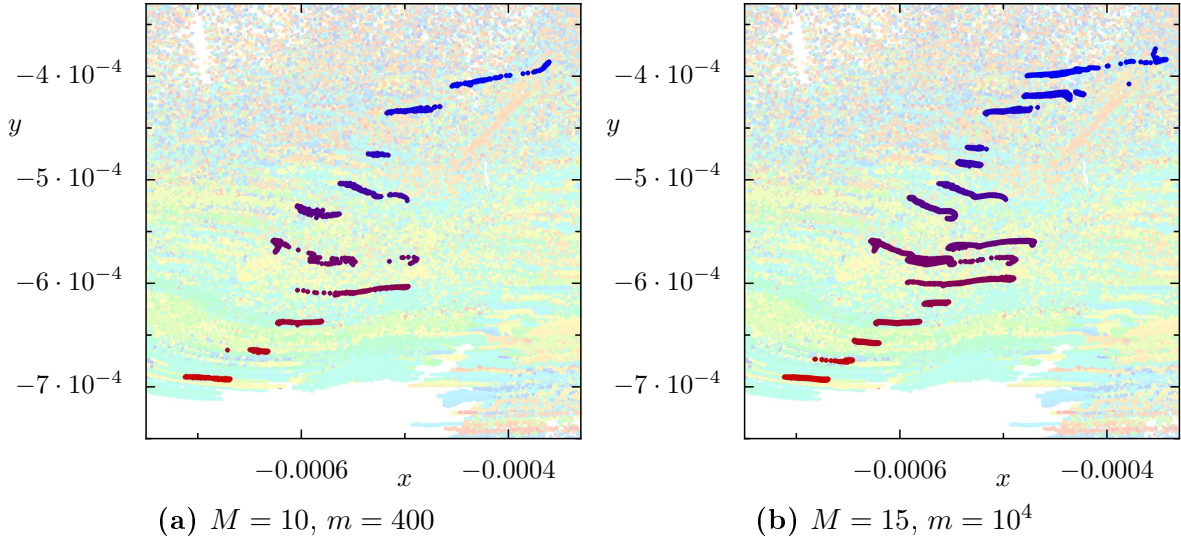 −4 · 10⁻⁴
−5 · 10⁻⁴
−6 · 10⁻⁴
−7 · 10⁻⁴
y
−0.0006
−0.0004
x
(a) M = 10, m = 400
−4 · 10⁻⁴
−5 · 10⁻⁴
−6 · 10⁻⁴
−7 · 10⁻⁴
y
−0.0006
−0.0004
x
(b) M = 15, m = 10⁴